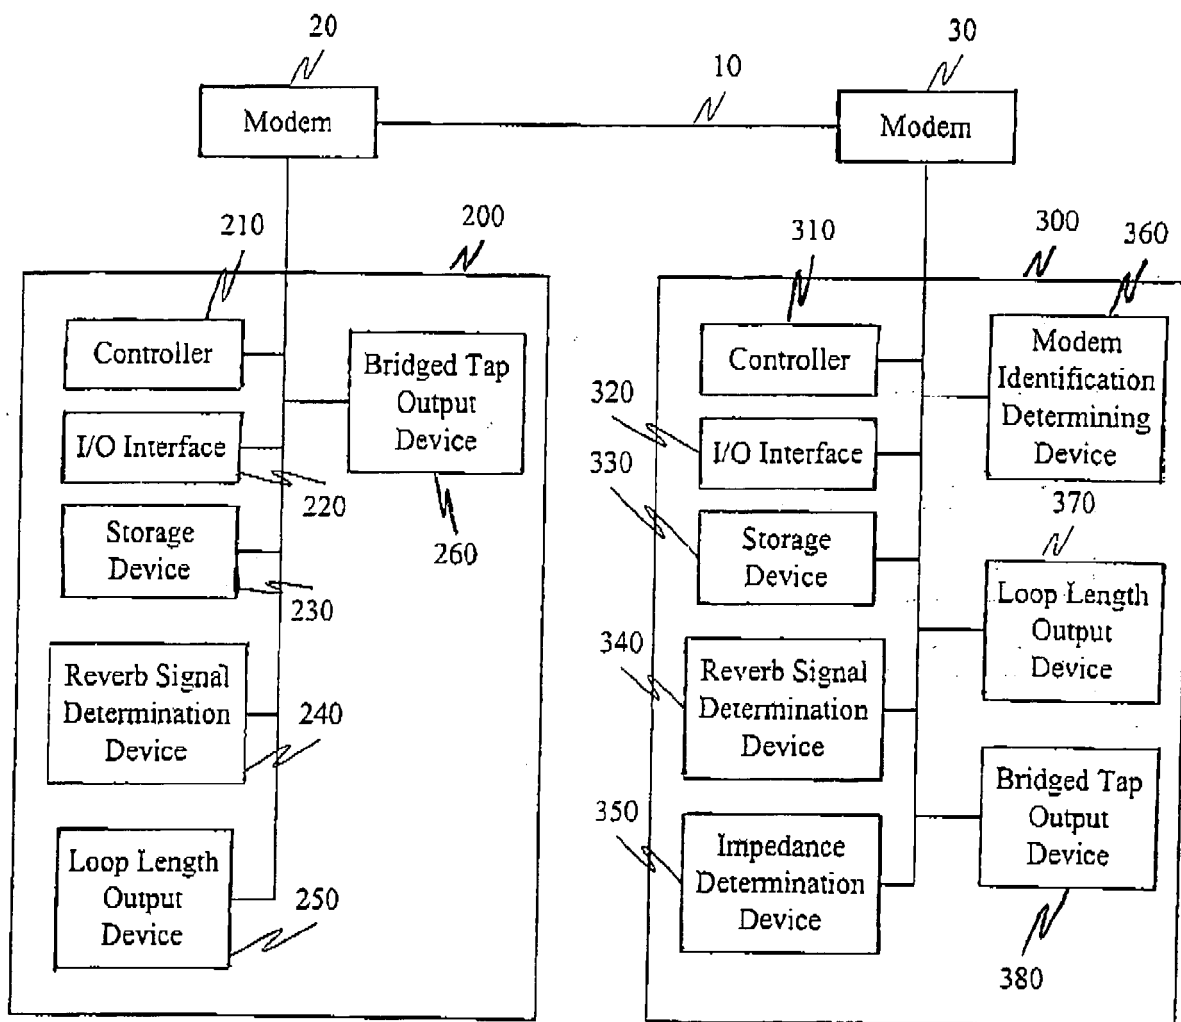 20
30
10
Modem
Modem
210
200
310
300
360
Controller
Bridged Tap
Output
Device
I/O Interface
220
Storage
Device
230
260
Reverb Signal
Determination
Device
240
Loop Length
Output
Device
250
Controller
Modem
Identification
Determining
Device
320
I/O Interface
330
Storage
Device
370
Loop Length
Output
Device
340
Reverb Signal
Determination
Device
350
Impedance
Determination
Device
Bridged Tap
Output
Device
380